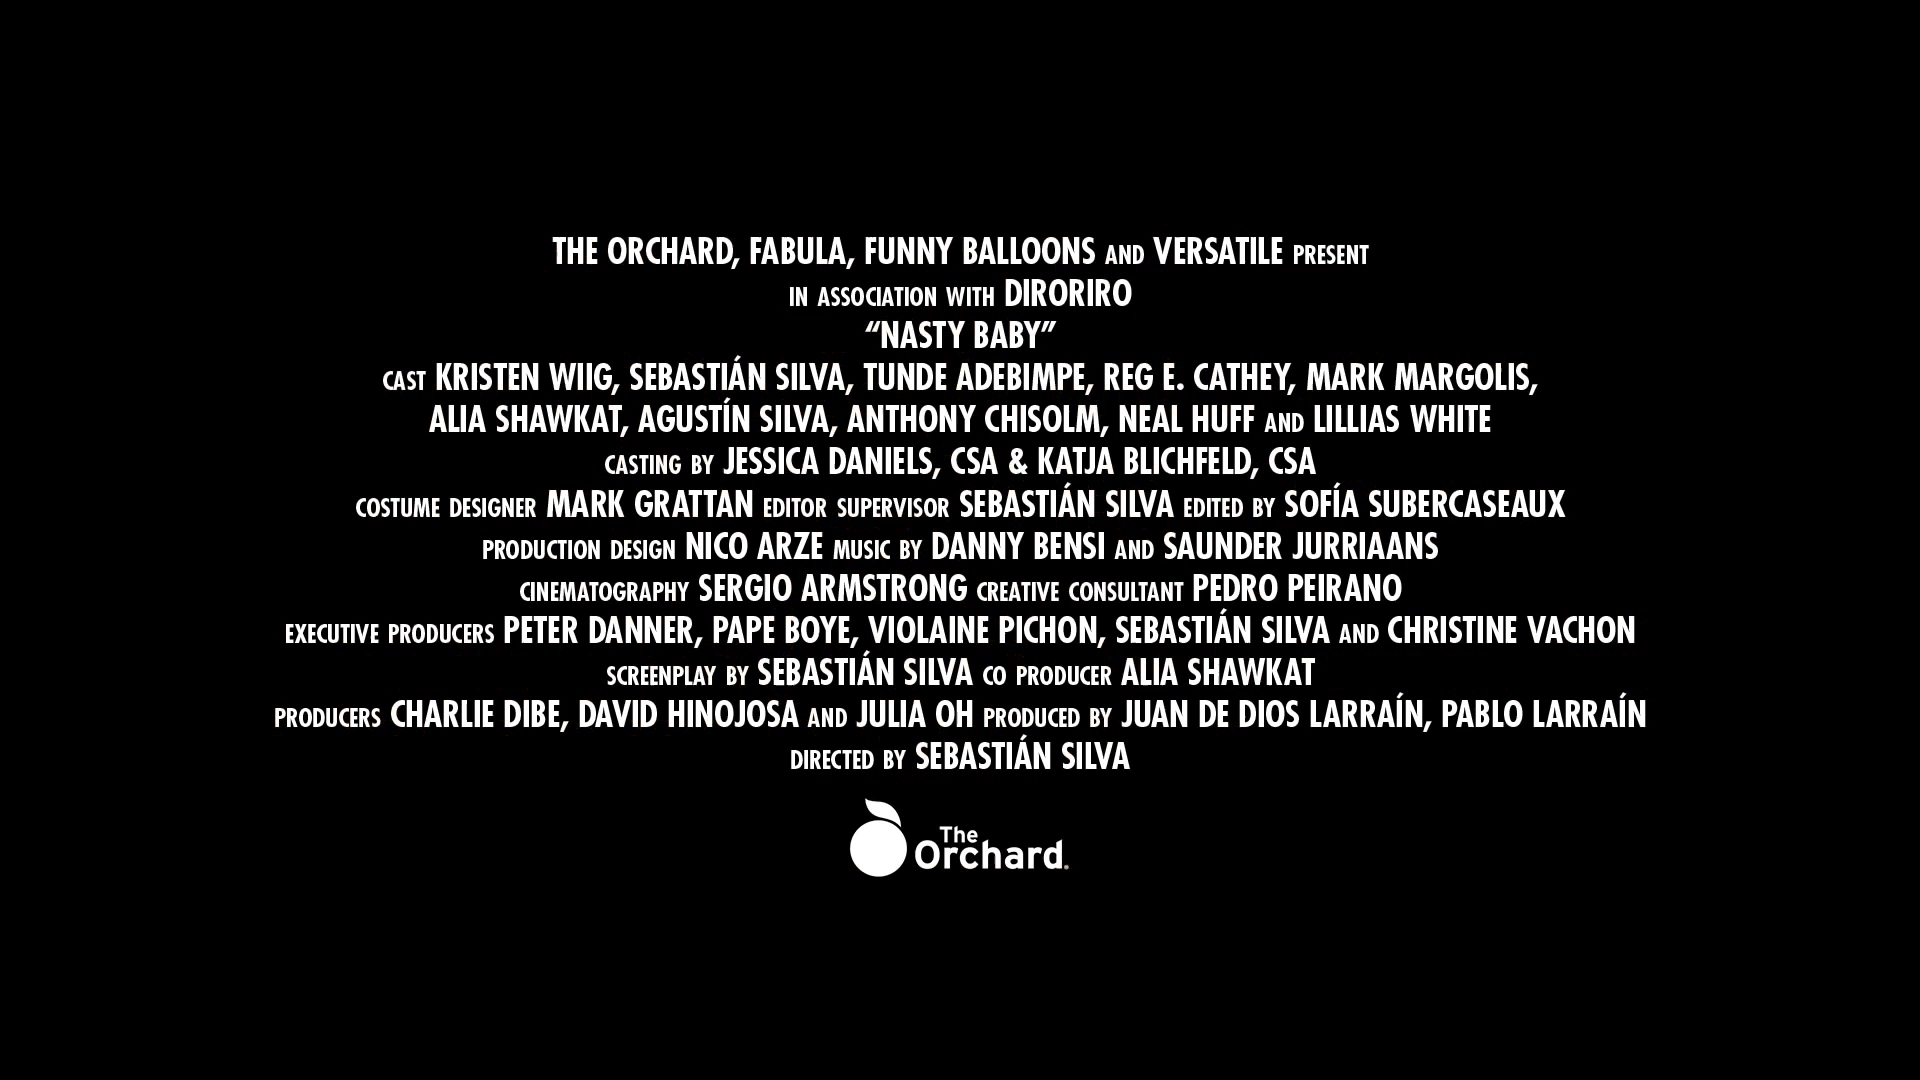 THE ORCHARD, FABULA, FUNNY BALLOONS AND VERSATILE PRESENT
IN ASSOCIATION WITH DIRORIRO
“NASTY BABY”
CAST KRISTEN WIIG, SEBASTIÁN SILVA, TUNDE ADEBIMPE, REG E. CATHEY, MARK MARGOLIS,
ALIA SHAWKAT, AGUSTÍN SILVA, ANTHONY CHISOLM, NEAL HUFF AND LILLIAS WHITE
CASTING BY JESSICA DANIELS, CSA & KATJA BLICHFELD, CSA
COSTUME DESIGNER MARK GRATTAN EDITOR SUPERVISOR SEBASTIÁN SILVA EDITED BY SOFÍA SUBERCASEAUX
PRODUCTION DESIGN NICO ARZE MUSIC BY DANNY BENSI AND SAUNDER JURRIAANS
CINEMATOGRAPHY SERGIO ARMSTRONG CREATIVE CONSULTANT PEDRO PEIRANO
EXECUTIVE PRODUCERS PETER DANNER, PAPE BOYE, VIOLAINE PICHON, SEBASTIÁN SILVA AND CHRISTINE VACHON
SCREENPLAY BY SEBASTIÁN SILVA CO PRODUCER ALIA SHAWKAT
PRODUCERS CHARLIE DIBE, DAVID HINOJOSA AND JULIA OH PRODUCED BY JUAN DE DIOS LARRAÍN, PABLO LARRAÍN
DIRECTED BY SEBASTIÁN SILVA
The
Orchard